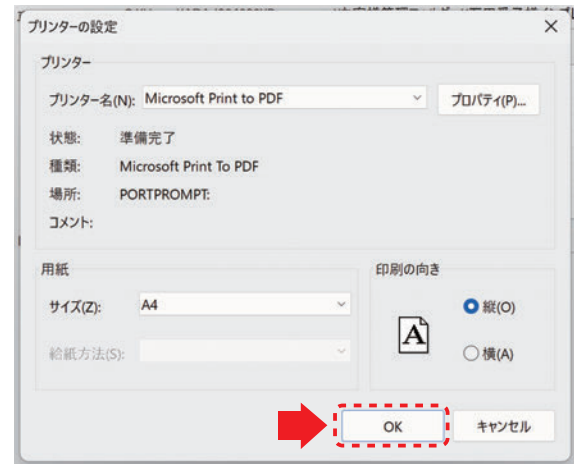 プリンターの設定
プリンター
プリンター名(N): Microsoft Print to PDF
プロパティ(P)...
状態: 準備完了
種類: Microsoft Print To PDF
場所: PORTPROMPT:
コメント:
用紙
サイズ(Z): A4
給紙方法(S):
印刷の向き
A
縦(O)
横(A)
OK
キャンセル